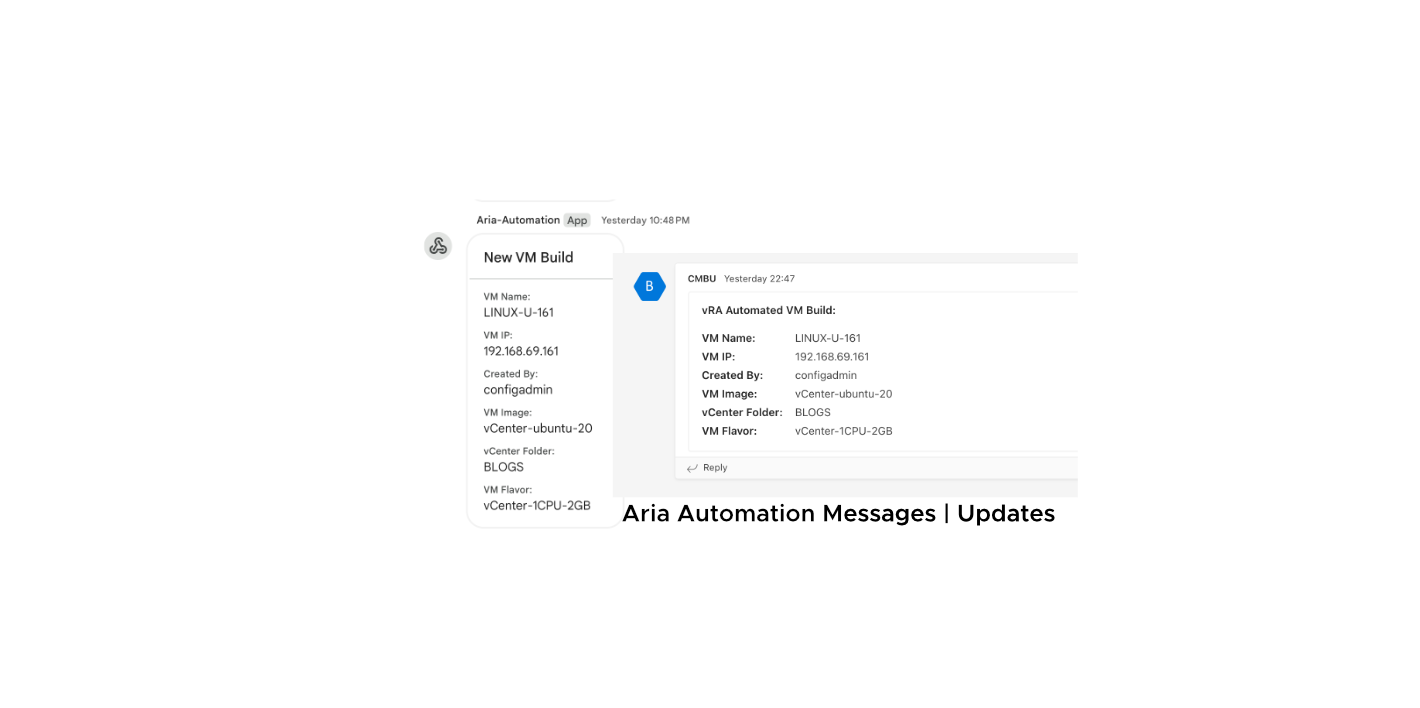 Aria-Automation App Yesterday 10:48 PM
New VM Build
VM Name:
LINUX-U-161
VM IP:
192.168.69.161
Created By:
configadmin
VM Image:
vCenter-ubuntu-20
vCenter Folder:
BLOGS
VM Flavor:
vCenter-1CPU-2GB
B
CMBU Yesterday 22:47
vRA Automated VM Build:
VM Name: LINUX-U-161
VM IP: 192.168.69.161
Created By: configadmin
VM Image: vCenter-ubuntu-20
vCenter Folder: BLOGS
VM Flavor: vCenter-1CPU-2GB
Reply
Aria Automation Messages | Updates